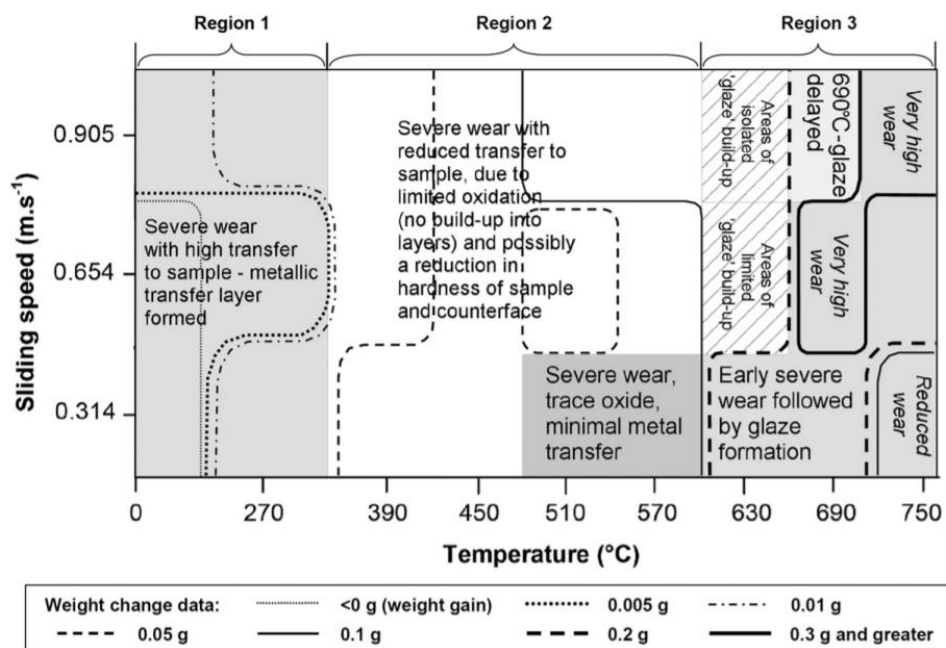 Region 1
Region 2
Region 3
Sliding speed (m.s⁻¹)
0.905
0.654
0.314
Severe wear
with high transfer
to sample - metallic
transfer layer
formed
Severe wear with
reduced transfer to
sample, due to
limited oxidation
(no build-up into
layers) and possibly
a reduction in
hardness of sample
and counterface
Severe wear,
trace oxide,
minimal metal
transfer
Areas of
isolated
'glaze' build-up
Areas of
limited
'glaze' build-up
690°C-glaze
delayed
Very high
wear
Very high
wear
Early severe
wear followed
by glaze
formation
Reduced
wear
0
270
390
450
510
570
630
690
750
Temperature (°C)
Weight change data:
<0 g (weight gain)
0.005 g
0.01 g
0.05 g
0.1 g
0.2 g
0.3 g and greater